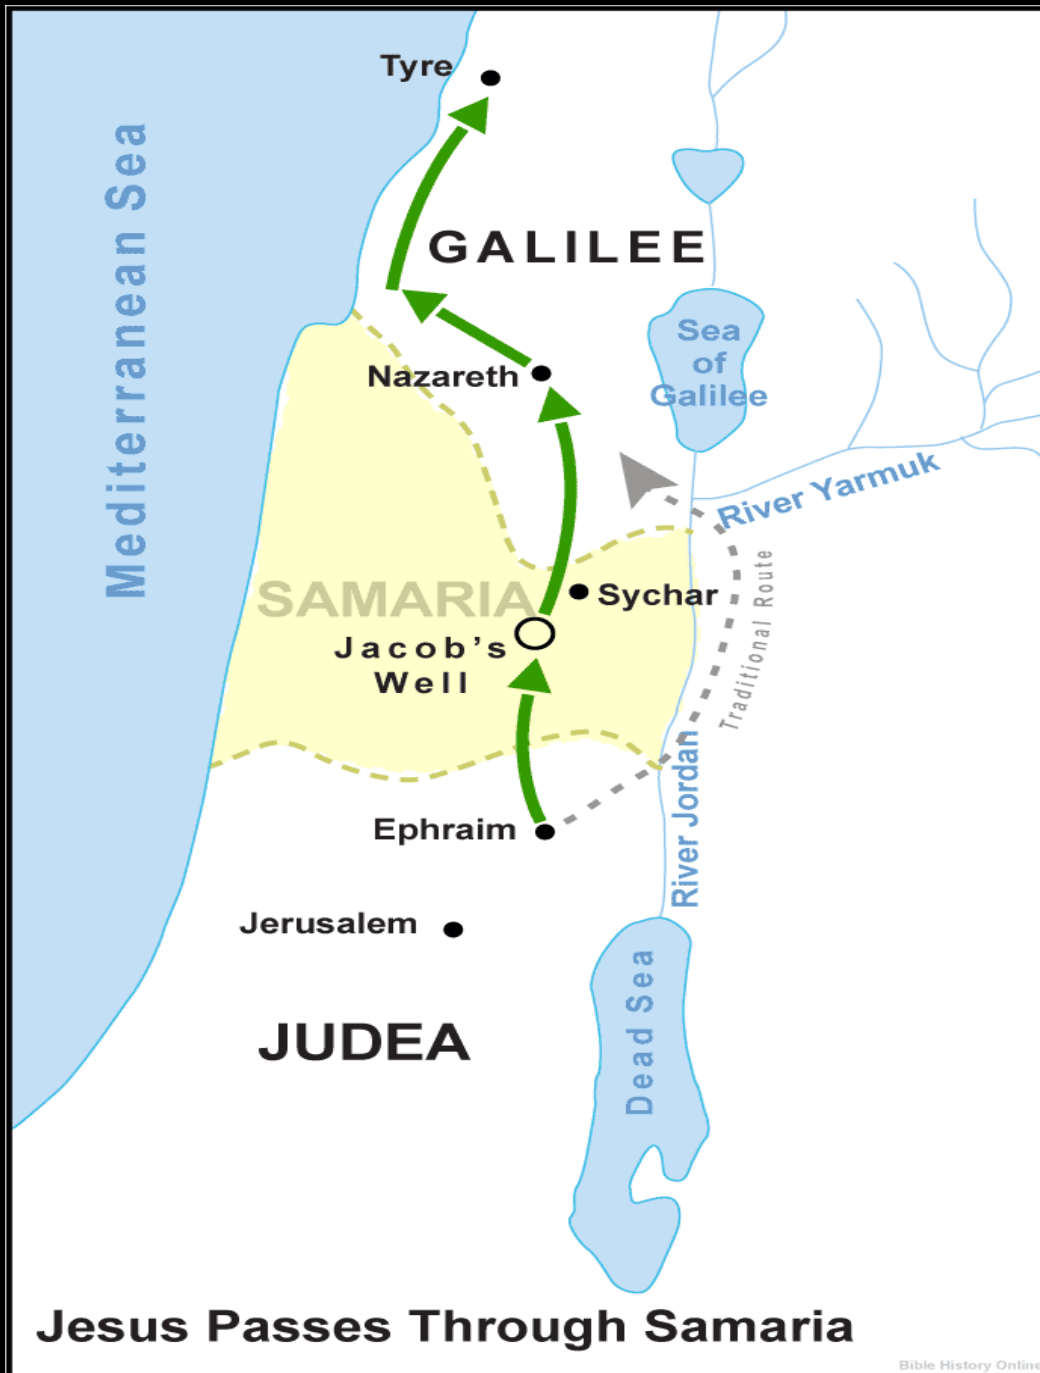 Tyre
Mediterranean Sea
GALILEE
Sea
of
Galilee
Nazareth
River Yarmuk
Traditional Route
SAMARIA
Sychar
Jacob's
Well
River Jordan
Ephraim
Jerusalem
JUDEA
Dead Sea
Jesus Passes Through Samaria
Bible History Online